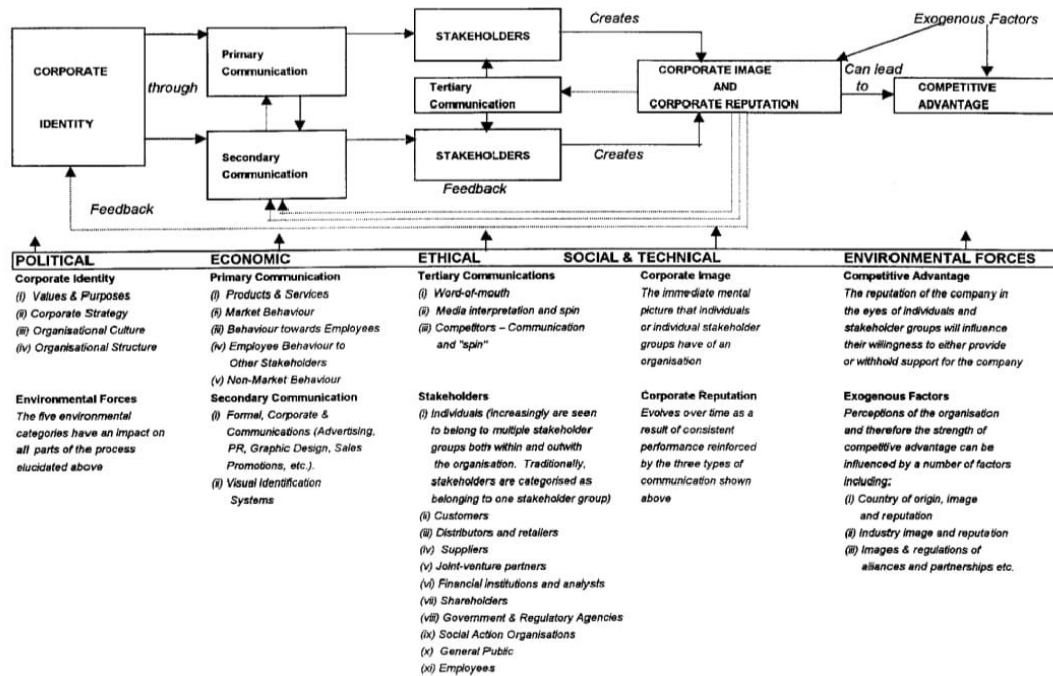 Creates
Exogenous Factors
CORPORATE
IDENTITY
through
Primary
Communication
STAKEHOLDERS
Tertiary
Communication
CORPORATE IMAGE
AND
CORPORATE REPUTATION
Can lead
to
COMPETITIVE
ADVANTAGE
Secondary
Communication
STAKEHOLDERS
Creates
Feedback
Feedback
POLITICAL ECONOMIC ETHICAL SOCIAL & TECHNICAL ENVIRONMENTAL FORCES
Corporate Identity
(i) Values & Purposes
(ii) Corporate Strategy
(iii) Organisational Culture
(iv) Organisational Structure
Environmental Forces
The five environmental
categories have an impact on
all parts of the process
elucidated above
Primary Communication
(i) Products & Services
(ii) Market Behaviour
(iii) Behaviour towards Employees
(iv) Employee Behaviour to
Other Stakeholders
(v) Non-Market Behaviour
Secondary Communication
(i) Formal, Corporate &
Communications (Advertising,
PR, Graphic Design, Sales
Promotions, etc.).
(ii) Visual Identification
Systems
Tertiary Communications
(i) Word-of-mouth
(ii) Media interpretation and spin
(iii) Competitors – Communication
and "spin"
Stakeholders
(i) Individuals (increasingly are seen
to belong to multiple stakeholder
groups both within and outwith
the organisation. Traditionally,
stakeholders are categorised as
belonging to one stakeholder group)
(ii) Customers
(iii) Distributors and retailers
(iv) Suppliers
(v) Joint-venture partners
(vi) Financial institutions and analysts
(vii) Shareholders
(viii) Government & Regulatory Agencies
(ix) Social Action Organisations
(x) General Public
(xi) Employees
Corporate Image
The immediate mental
picture that individuals
or individual stakeholder
groups have of an
organisation
Corporate Reputation
Evolves over time as a
result of consistent
performance reinforced
by the three types of
communication shown
above
Competitive Advantage
The reputation of the company in
the eyes of individuals and
stakeholder groups will influence
their willingness to either provide
or withhold support for the company
Exogenous Factors
Perceptions of the organisation
and therefore the strength of
competitive advantage can be
influenced by a number of factors
including:
(i) Country of origin, image
and reputation
(ii) Industry image and reputation
(iii) Images & regulations of
alliances and partnerships etc.